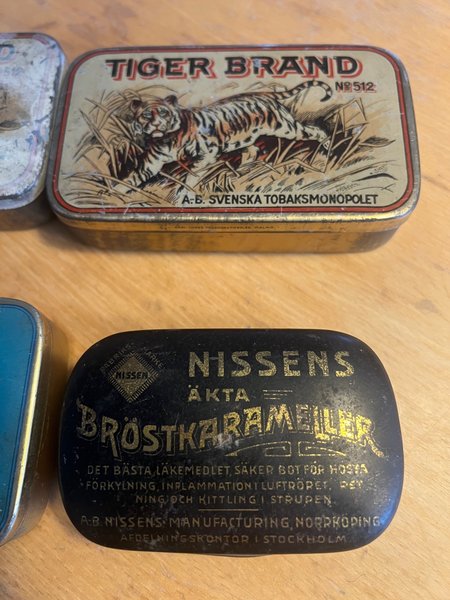 TIGER BRAND
No 512
A.-B. SVENSKA TOBAKSMONOPOLET
NISSEN
NISSENS
ÄKTA
BRÖSTKARAMELLER
DET BÄSTA LÄKEMEDLET SÄKER BOT FÖR HOSTA
FÖRKYLNING, INFLAMMATION I LUFTRÖRET, RET
NING OCH KITTLING I STRUPEN
A.-B. NISSENS MANUFACTURING, NORRKÖPING
AFDELNINGSKONTOR I STOCKHOLM